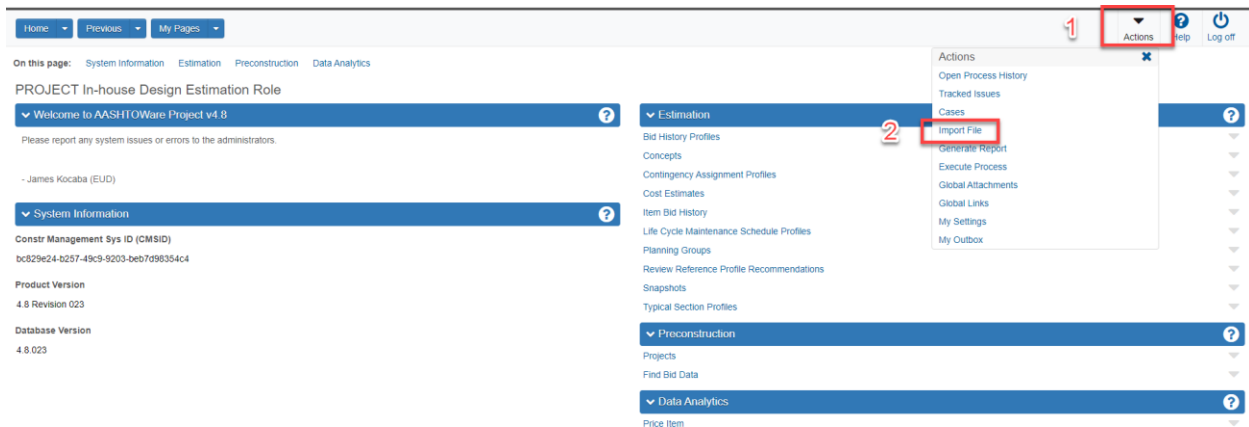 Home Previous My Pages
1
Actions Help Log off
On this page: System Information Estimation Preconstruction Data Analytics
PROJECT In-house Design Estimation Role
Welcome to AASHTOWare Project v4.8 ?
Please report any system issues or errors to the administrators.
- James Kocaba (EUD)
System Information ?
Constr Management Sys ID (CMSID)
bc829e24-b257-49c9-9203-beb7d98354c4
Product Version
4.8 Revision 023
Database Version
4.8.023
Actions
Open Process History
Tracked Issues
Cases
2 Import File
Generate Report
Execute Process
Global Attachments
Global Links
My Settings
My Outbox
Estimation ?
Bid History Profiles
Concepts
Contingency Assignment Profiles
Cost Estimates
Item Bid History
Life Cycle Maintenance Schedule Profiles
Planning Groups
Review Reference Profile Recommendations
Snapshots
Typical Section Profiles
Preconstruction ?
Projects
Find Bid Data
Data Analytics ?
Price Item